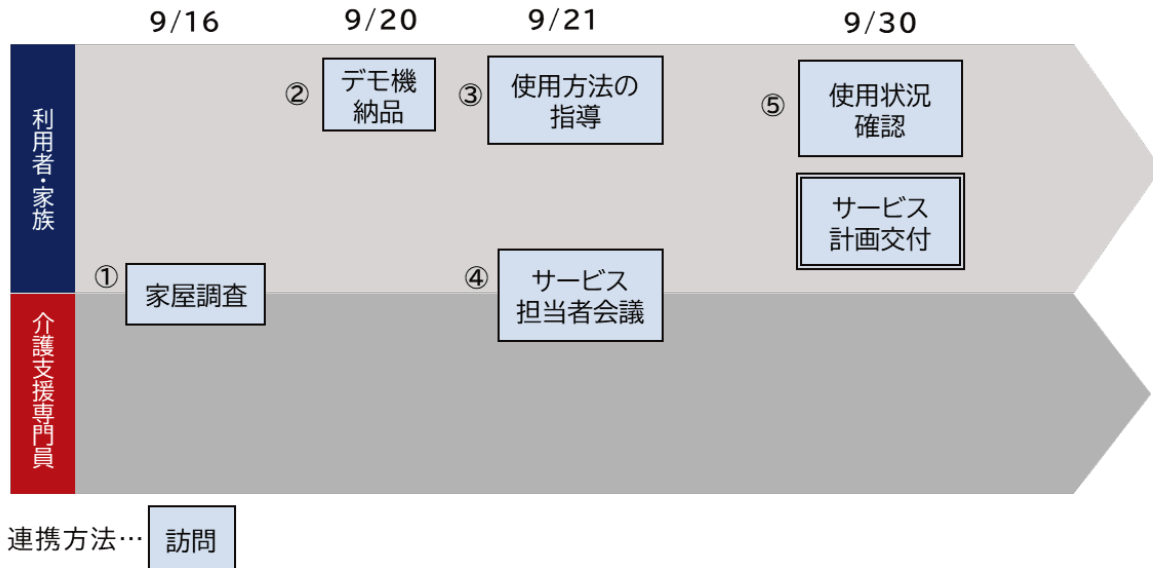 9/16
9/20
9/21
9/30
利用者・家族
②
デモ機
納品
③
使用方法の
指導
⑤
使用状況
確認
サービス
計画交付
①
家屋調査
④
サービス
担当者会議
介護支援専門員
連携方法…
訪問